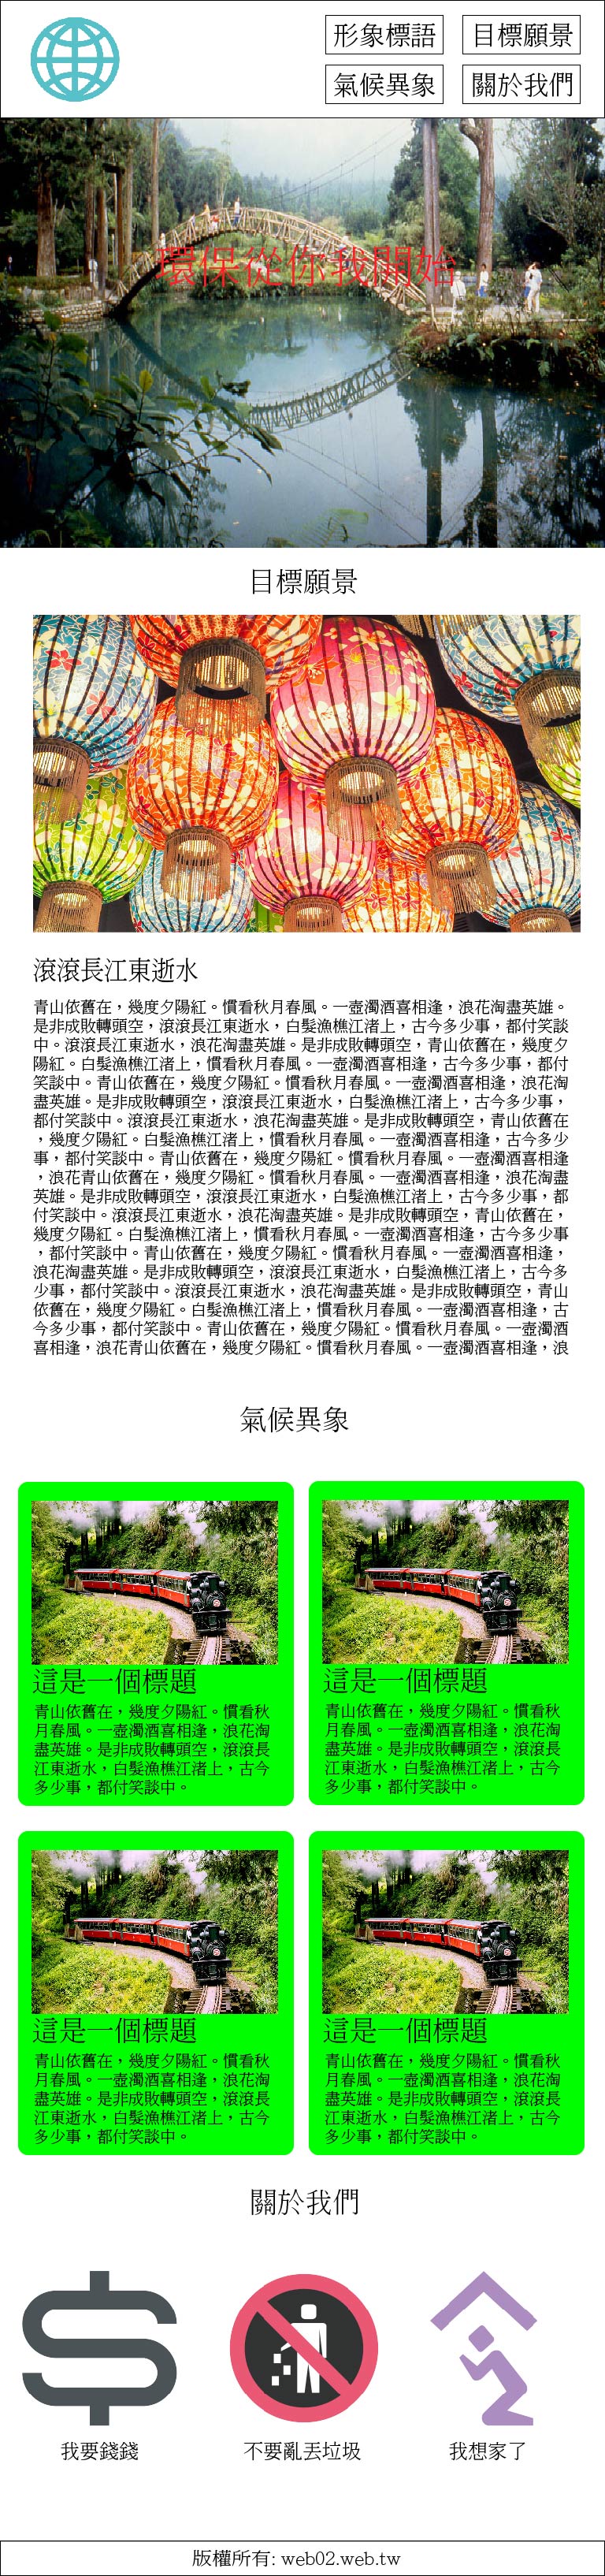 形象標語 目標願景
氣候異象 關於我們
環保從你我開始
目標願景
滾滾長江東逝水
青山依舊在，幾度夕陽紅。慣看秋月春風。一壺濁酒喜相逢，浪花淘盡英雄。
是非成敗轉頭空，滾滾長江東逝水，白髮漁樵江渚上，古今多少事，都付笑談
中。滾滾長江東逝水，浪花淘盡英雄。是非成敗轉頭空，青山依舊在，幾度夕
陽紅。白髮漁樵江渚上，慣看秋月春風。一壺濁酒喜相逢，古今多少事，都付
笑談中。青山依舊在，幾度夕陽紅。慣看秋月春風。一壺濁酒喜相逢，浪花淘
盡英雄。是非成敗轉頭空，滾滾長江東逝水，白髮漁樵江渚上，古今多少事，
都付笑談中。滾滾長江東逝水，浪花淘盡英雄。是非成敗轉頭空，青山依舊在
，幾度夕陽紅。白髮漁樵江渚上，慣看秋月春風。一壺濁酒喜相逢，古今多少
事，都付笑談中。青山依舊在，幾度夕陽紅。慣看秋月春風。一壺濁酒喜相逢
，浪花青山依舊在，幾度夕陽紅。慣看秋月春風。一壺濁酒喜相逢，浪花淘盡
英雄。是非成敗轉頭空，滾滾長江東逝水，白髮漁樵江渚上，古今多少事，都
付笑談中。滾滾長江東逝水，浪花淘盡英雄。是非成敗轉頭空，青山依舊在，
幾度夕陽紅。白髮漁樵江渚上，慣看秋月春風。一壺濁酒喜相逢，古今多少事
，都付笑談中。青山依舊在，幾度夕陽紅。慣看秋月春風。一壺濁酒喜相逢，
浪花淘盡英雄。是非成敗轉頭空，滾滾長江東逝水，白髮漁樵江渚上，古今多
少事，都付笑談中。滾滾長江東逝水，浪花淘盡英雄。是非成敗轉頭空，青山
依舊在，幾度夕陽紅。白髮漁樵江渚上，慣看秋月春風。一壺濁酒喜相逢，古
今多少事，都付笑談中。青山依舊在，幾度夕陽紅。慣看秋月春風。一壺濁酒
喜相逢，浪花青山依舊在，幾度夕陽紅。慣看秋月春風。一壺濁酒喜相逢，浪
氣候異象
這是一個標題
青山依舊在，幾度夕陽紅。慣看秋
月春風。一壺濁酒喜相逢，浪花淘
盡英雄。是非成敗轉頭空，滾滾長
江東逝水，白髮漁樵江渚上，古今
多少事，都付笑談中。
這是一個標題
青山依舊在，幾度夕陽紅。慣看秋
月春風。一壺濁酒喜相逢，浪花淘
盡英雄。是非成敗轉頭空，滾滾長
江東逝水，白髮漁樵江渚上，古今
多少事，都付笑談中。
這是一個標題
青山依舊在，幾度夕陽紅。慣看秋
月春風。一壺濁酒喜相逢，浪花淘
盡英雄。是非成敗轉頭空，滾滾長
江東逝水，白髮漁樵江渚上，古今
多少事，都付笑談中。
這是一個標題
青山依舊在，幾度夕陽紅。慣看秋
月春風。一壺濁酒喜相逢，浪花淘
盡英雄。是非成敗轉頭空，滾滾長
江東逝水，白髮漁樵江渚上，古今
多少事，都付笑談中。
關於我們
我要錢錢 不要亂丟垃圾 我想家了
版權所有: web02.web.tw